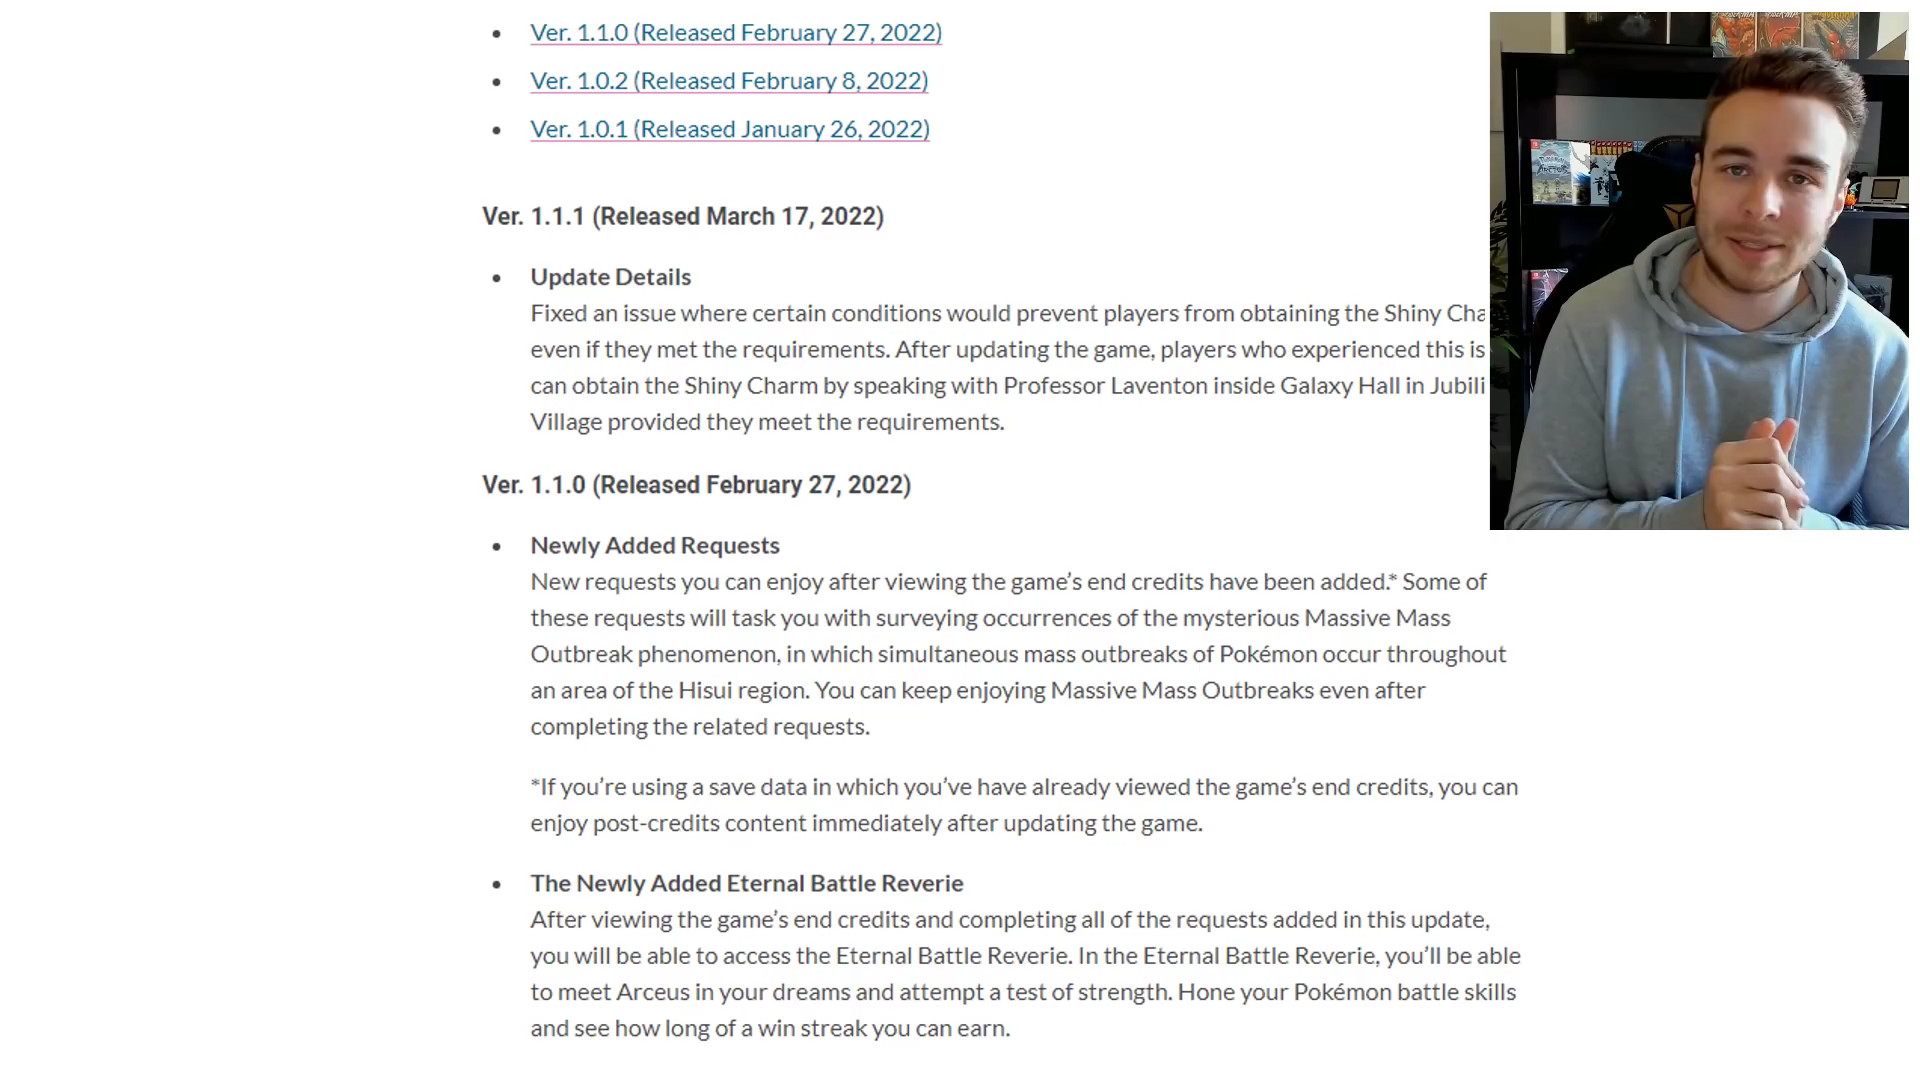 Ver. 1.1.0 (Released February 27, 2022)
Ver. 1.0.2 (Released February 8, 2022)
Ver. 1.0.1 (Released January 26, 2022)
Ver. 1.1.1 (Released March 17, 2022)
Update Details
Fixed an issue where certain conditions would prevent players from obtaining the Shiny Cha
even if they met the requirements. After updating the game, players who experienced this is
can obtain the Shiny Charm by speaking with Professor Laventon inside Galaxy Hall in Jubili
Village provided they meet the requirements.
Ver. 1.1.0 (Released February 27, 2022)
Newly Added Requests
New requests you can enjoy after viewing the game’s end credits have been added.* Some of
these requests will task you with surveying occurrences of the mysterious Massive Mass
Outbreak phenomenon, in which simultaneous mass outbreaks of Pokémon occur throughout
an area of the Hisui region. You can keep enjoying Massive Mass Outbreaks even after
completing the related requests.
*If you’re using a save data in which you’ve have already viewed the game’s end credits, you can
enjoy post-credits content immediately after updating the game.
The Newly Added Eternal Battle Reverie
After viewing the game’s end credits and completing all of the requests added in this update,
you will be able to access the Eternal Battle Reverie. In the Eternal Battle Reverie, you’ll be able
to meet Arceus in your dreams and attempt a test of strength. Hone your Pokémon battle skills
and see how long of a win streak you can earn.
ARCEUS